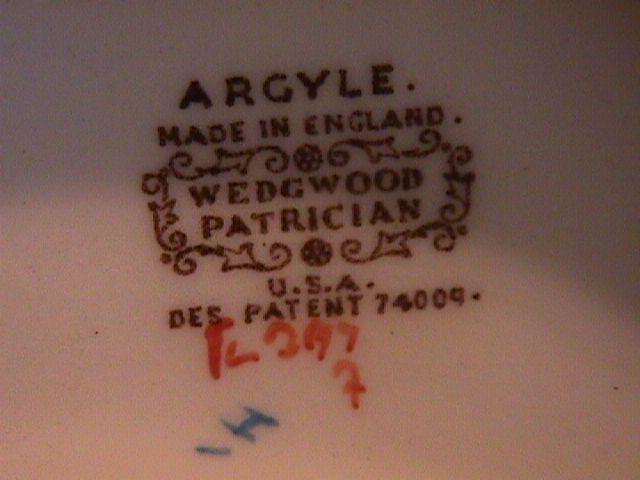 ARGYLE.
MADE IN ENGLAND.
WEDGWOOD
PATRICIAN
U.S.A.
DES. PATENT 74009.